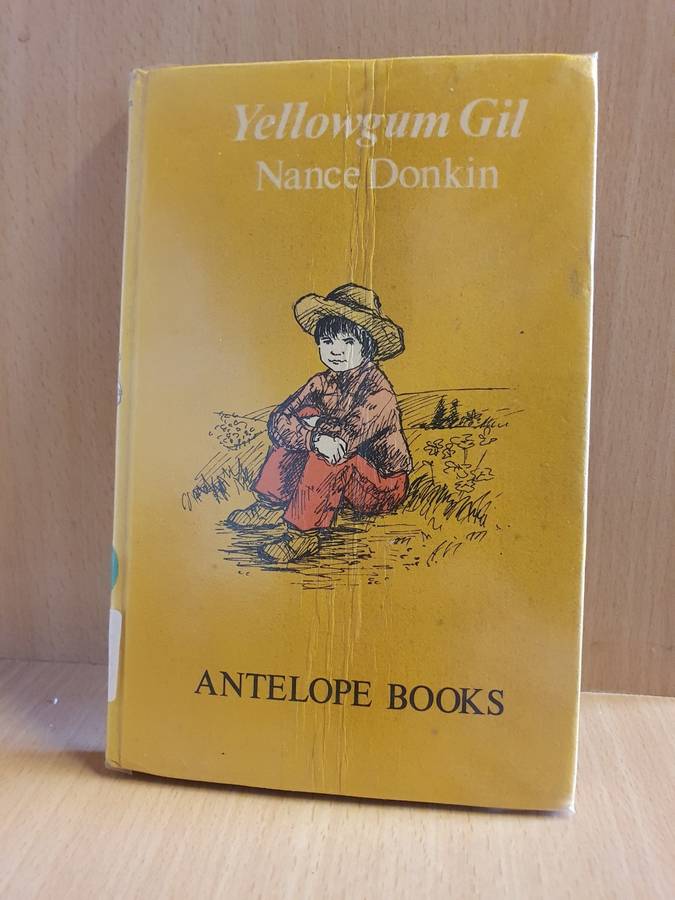 Yellowgum Gil
Nance Donkin
ANTELOPE BOOKS